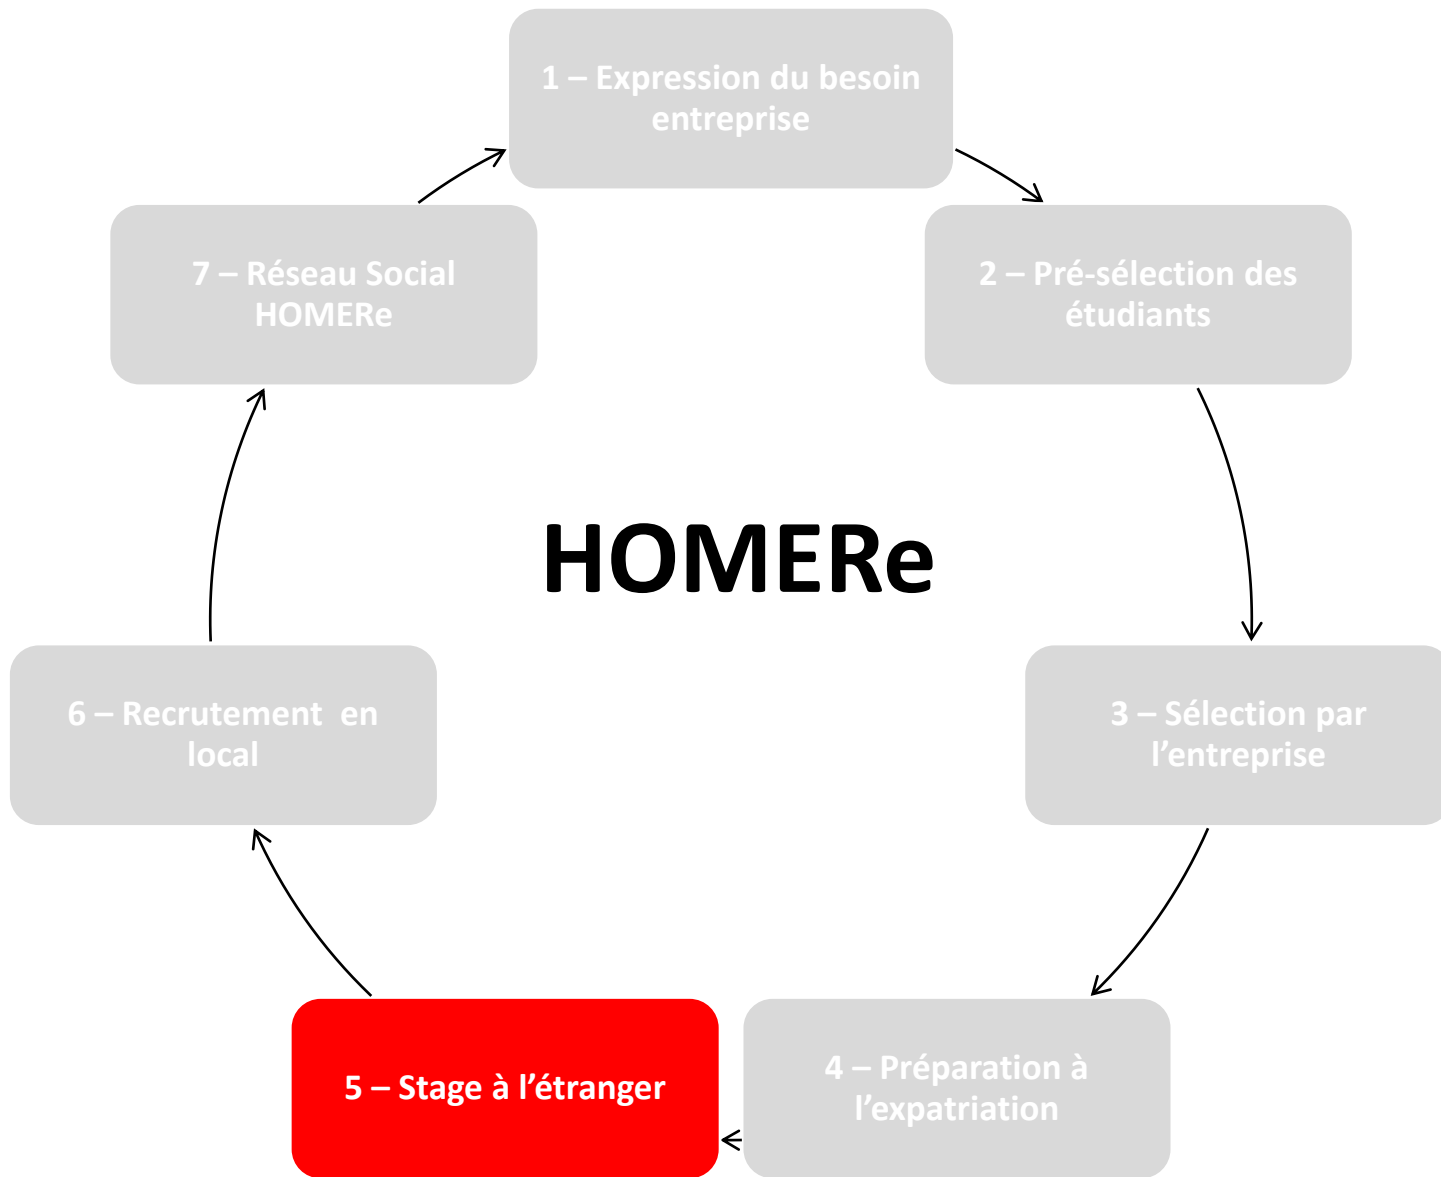 1 – Expression du besoin
entreprise
2 – Pré-sélection des
étudiants
3 – Sélection par
l’entreprise
4 – Préparation à
l’expatriation
5 – Stage à l’étranger
6 – Recrutement  en
local
7 – Réseau Social
HOMERe
HOMERe